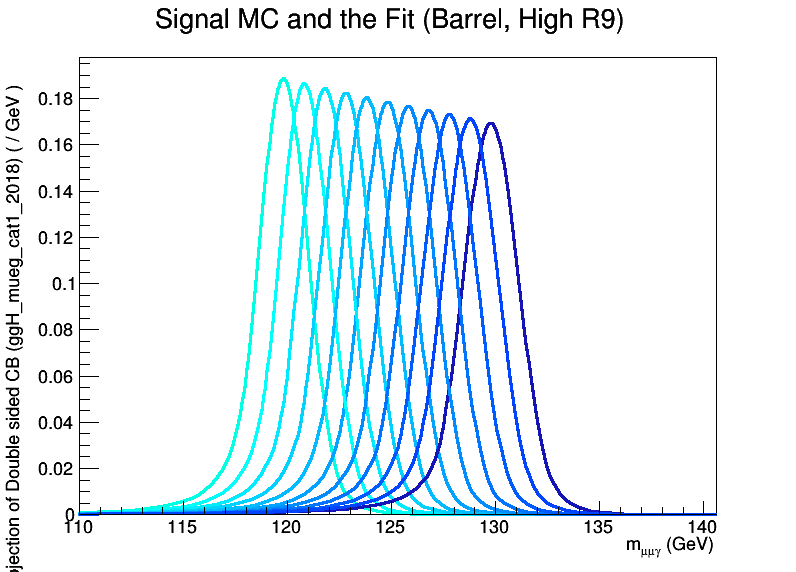 Signal MC and the Fit (Barrel, High R9)
ojection of Double sided CB (ggH_mueg_cat1_2018) ( / GeV )
0.18
0.16
0.14
0.12
0.1
0.08
0.06
0.04
0.02
0
110 115 120 125 130 135 140
m_μμγ (GeV)